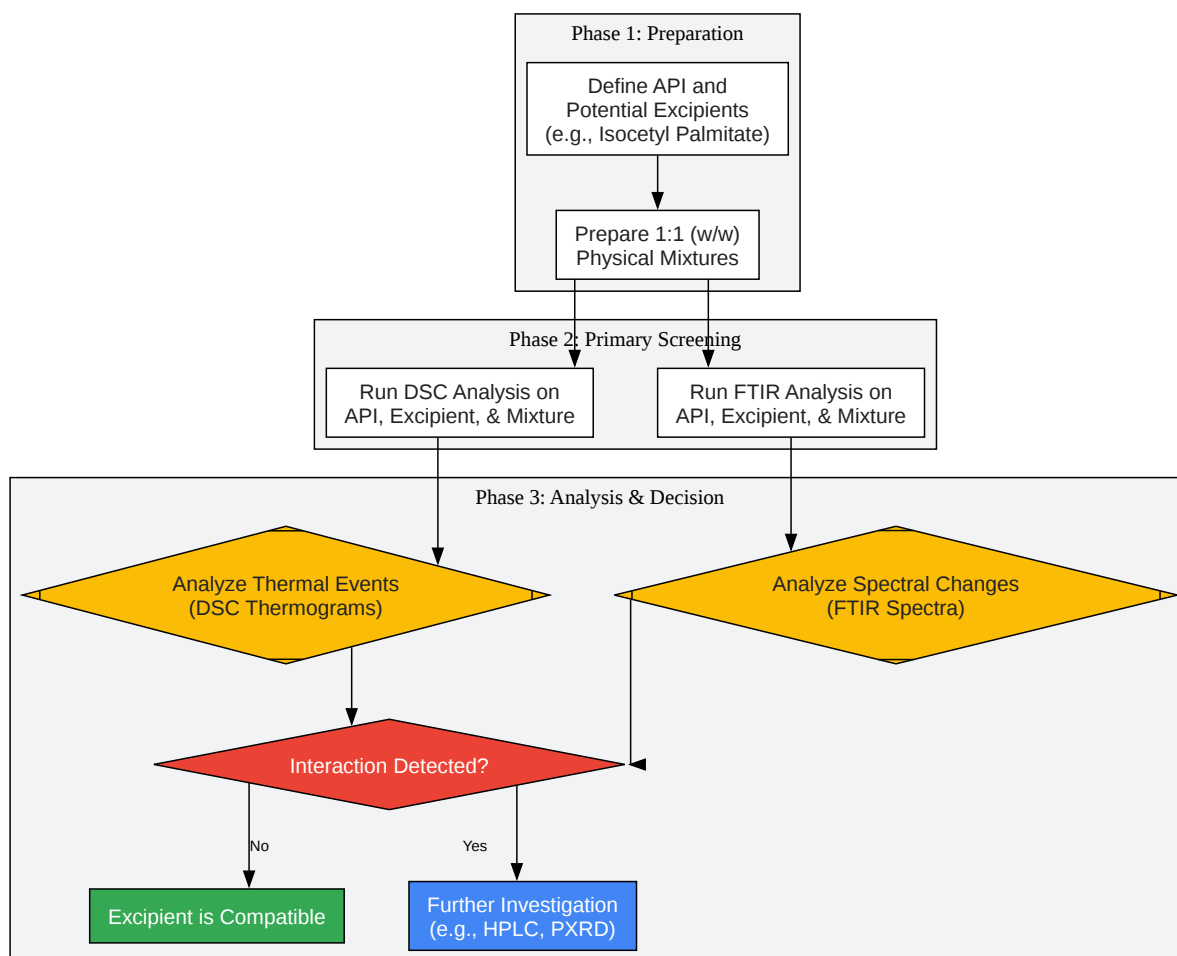 Phase 1: Preparation
Define API and
Potential Excipients
(e.g., Isocetyl Palmitate)
Prepare 1:1 (w/w)
Physical Mixtures
Phase 2: Primary Screening
Run DSC Analysis on
API, Excipient, & Mixture
Run FTIR Analysis on
API, Excipient, & Mixture
Phase 3: Analysis & Decision
Analyze Thermal Events
(DSC Thermograms)
Analyze Spectral Changes
(FTIR Spectra)
Interaction Detected?
No
Yes
Excipient is Compatible
Further Investigation
(e.g., HPLC, PXRD)